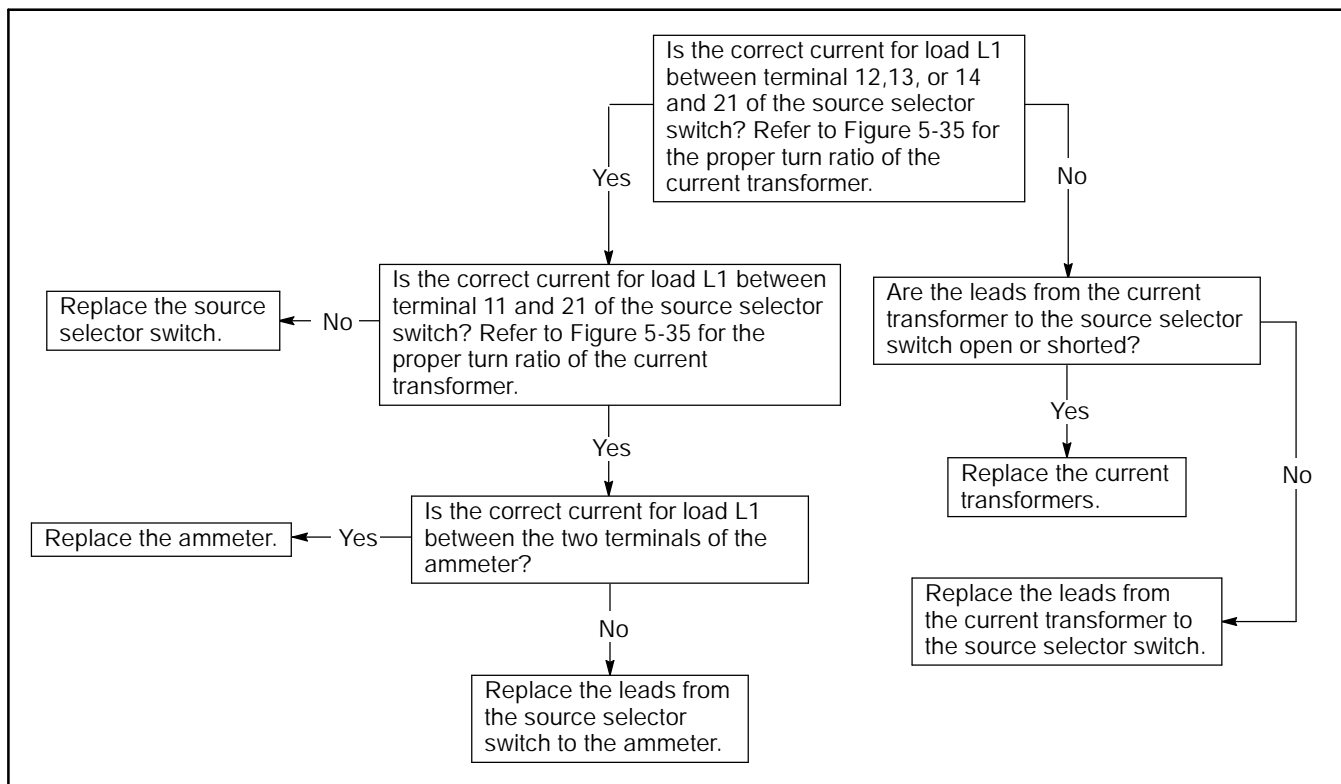 Is the correct current for load L1
between terminal 12,13, or 14
and 21 of the source selector
switch? Refer to Figure 5-35 for
the proper turn ratio of the
current transformer.
Yes
No
Is the correct current for load L1 between
terminal 11 and 21 of the source selector
switch? Refer to Figure 5-35 for the
proper turn ratio of the current
transformer.
No
Replace the source
selector switch.
Are the leads from the current
transformer to the source selector
switch open or shorted?
Yes
Yes
No
Replace the current
transformers.
Is the correct current for load L1
between the two terminals of the
ammeter?
Yes
Replace the ammeter.
No
Replace the leads from
the current transformer to
the source selector switch.
Replace the leads from
the source selector
switch to the ammeter.